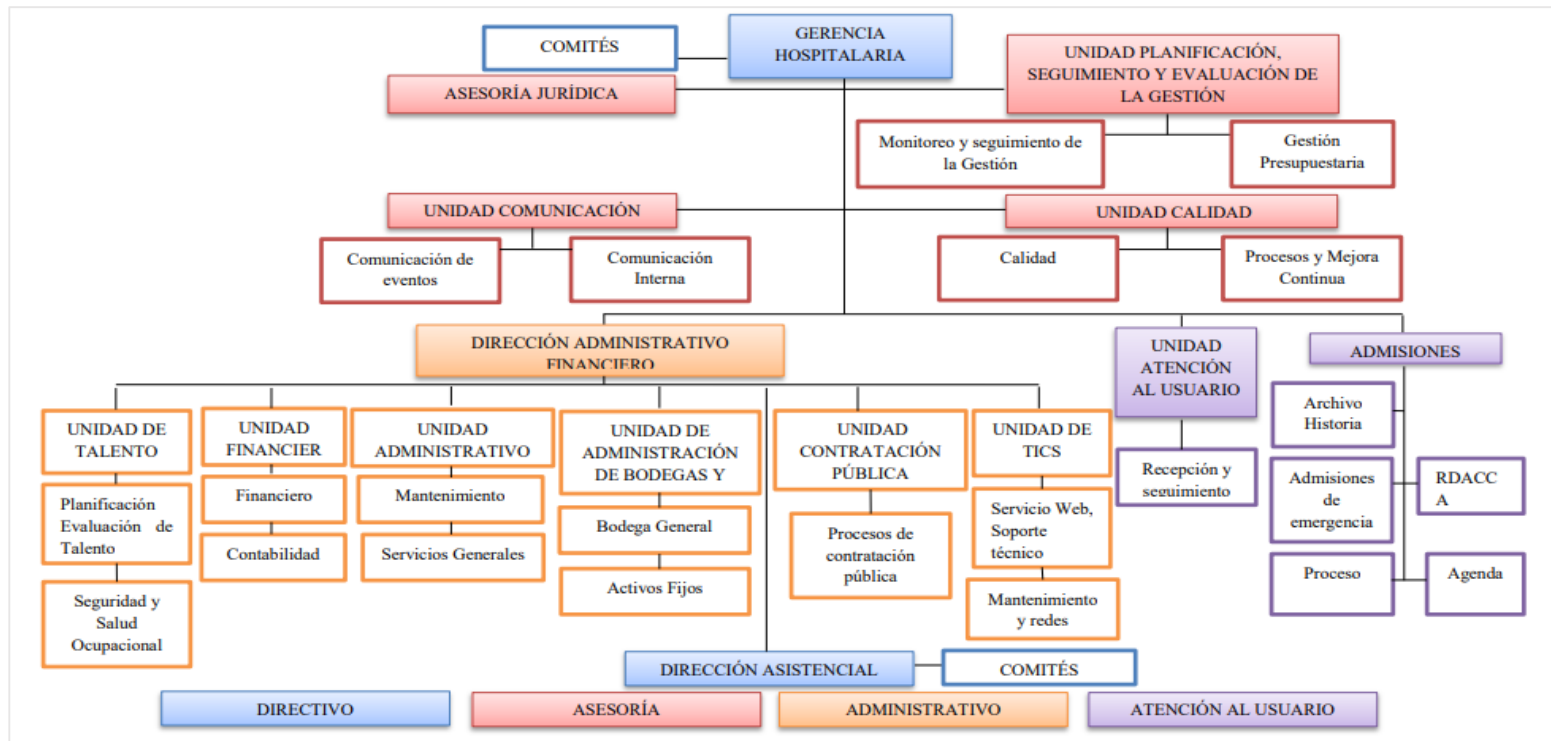 COMITÉS
GERENCIA
HOSPITALARIA
UNIDAD PLANIFICACIÓN,
SEGUIMIENTO Y EVALUACIÓN DE
LA GESTIÓN
ASESORÍA JURÍDICA
Monitoreo y seguimiento de
la Gestión
Gestión
Presupuestaria
UNIDAD COMUNICACIÓN
UNIDAD CALIDAD
Comunicación de
eventos
Comunicación
Interna
Calidad
Procesos y Mejora
Continua
DIRECCIÓN ADMINISTRATIVO
FINANCIERO
UNIDAD
ATENCIÓN
AL USUARIO
ADMISIONES
UNIDAD DE
TALENTO
UNIDAD
FINANCIER
UNIDAD
ADMINISTRATIVO
UNIDAD DE
ADMINISTRACIÓN
DE BODEGAS Y
UNIDAD
CONTRATACIÓN
PÚBLICA
UNIDAD DE
TICS
Recepción y
seguimiento
Archivo
Historia
Admisiones
de
emergencia
RDACC
A
Proceso
Agenda
Planificación
Evaluación de
Talento
Financiero
Mantenimiento
Bodega General
Procesos de
contratación
pública
Servicio Web,
Soporte
técnico
Contabilidad
Servicios Generales
Activos Fijos
Mantenimiento
y redes
Seguridad y
Salud
Ocupacional
DIRECCIÓN ASISTENCIAL
COMITÉS
DIRECTIVO
ASESORÍA
ADMINISTRATIVO
ATENCIÓN AL USUARIO